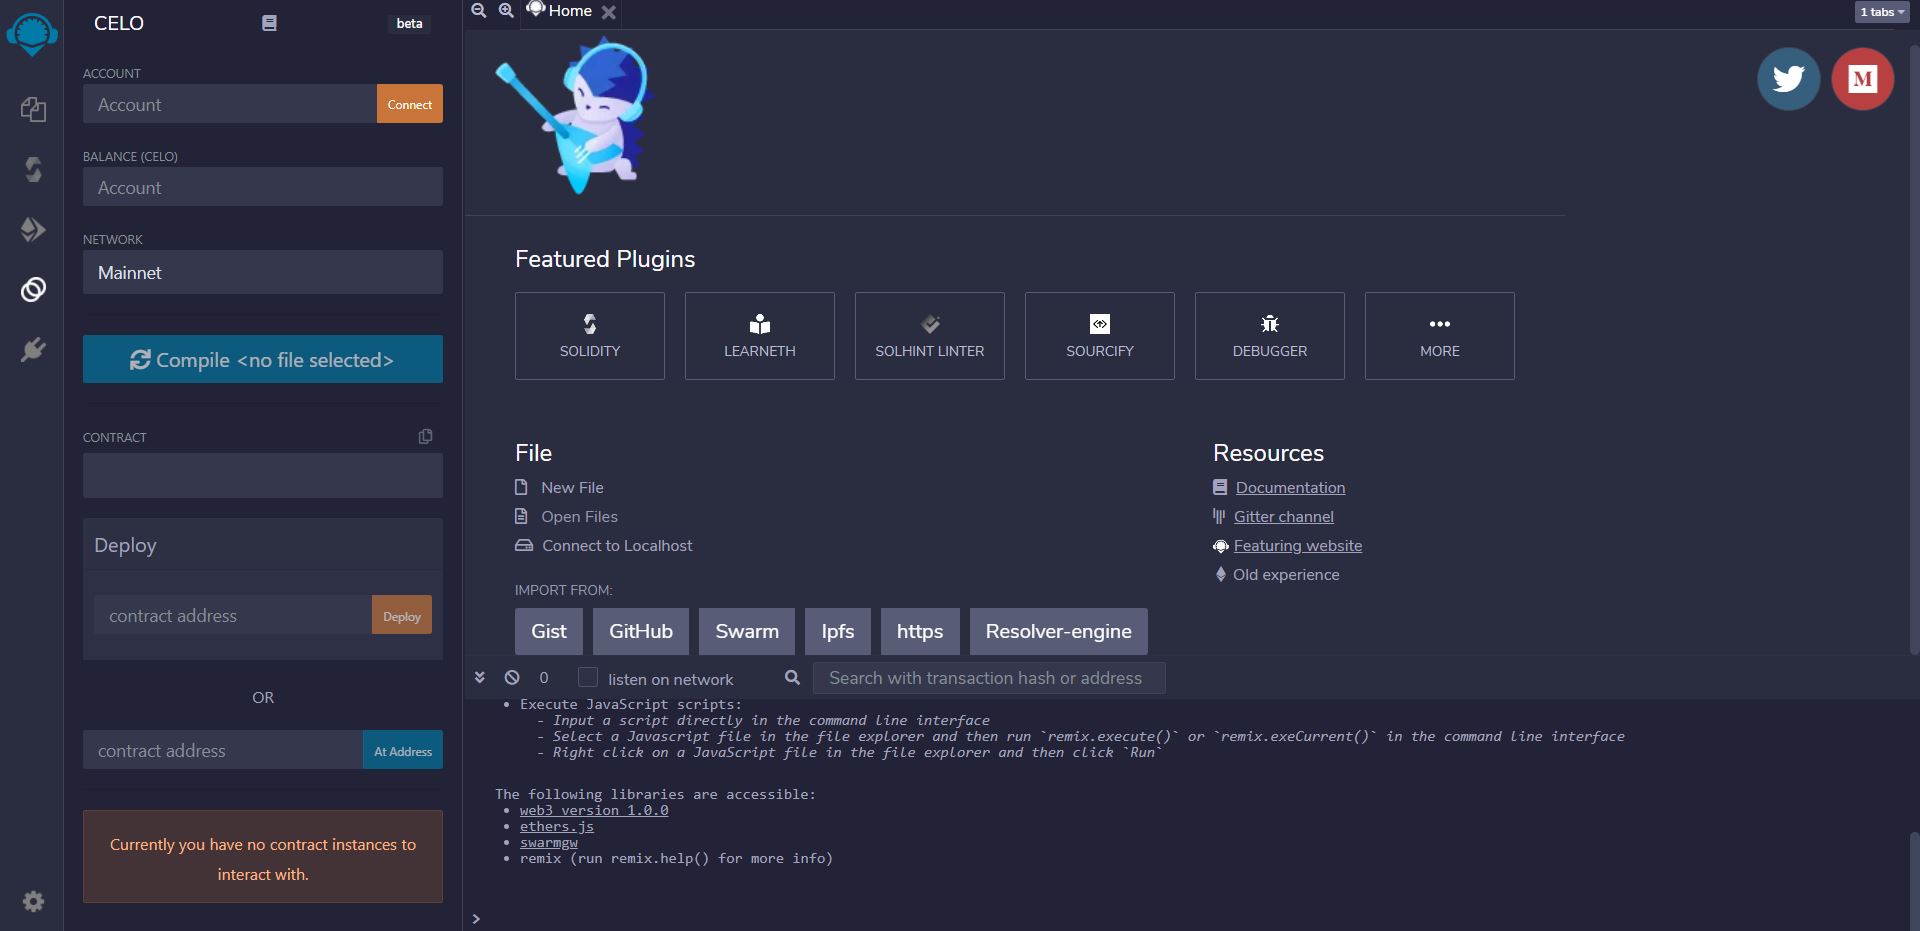 CELO
beta
ACCOUNT
Account
Connect
BALANCE (CELO)
Account
NETWORK
Mainnet
Compile <no file selected>
CONTRACT
Deploy
contract address
Deploy
OR
contract address
At Address
Currently you have no contract instances to
interact with.
Home
1 tabs
M
Featured Plugins
SOLIDITY
LEARNETH
SOLHINT LINTER
SOURCIFY
DEBUGGER
MORE
File
New File
Open Files
Connect to Localhost
IMPORT FROM:
Gist
GitHub
Swarm
Ipfs
https
Resolver-engine
Resources
Documentation
Gitter channel
Featuring website
Old experience
0
listen on network
Search with transaction hash or address
• Execute JavaScript scripts:
- Input a script directly in the command line interface
- Select a Javascript file in the file explorer and then run `remix.execute()` or `remix.exeCurrent()` in the command line interface
- Right click on a JavaScript file in the file explorer and then click `Run`
The following libraries are accessible:
• web3 version 1.0.0
• ethers.js
• swarmgw
• remix (run remix.help() for more info)
>